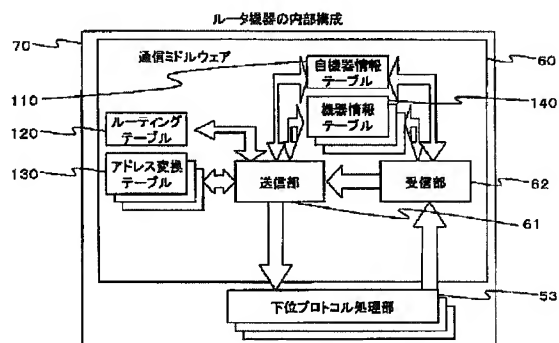 ルータ機器の内部構成
70
60
通信ミドルウェア
110
自機器情報
テーブル
140
機器情報
テーブル
120
ルーティング
テーブル
130
アドレス変換
テーブル
送信部
受信部
62
61
53
下位プロトコル処理部